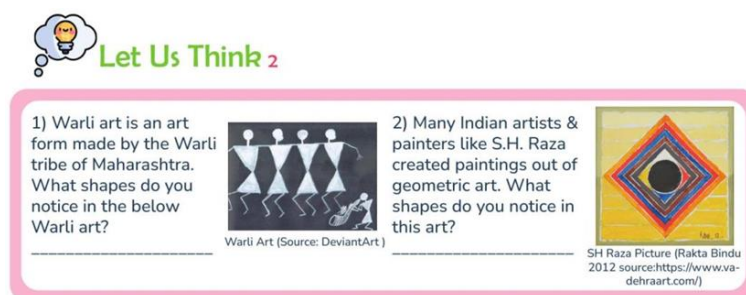 Let Us Think 2
1) Warli art is an art
form made by the Warli
tribe of Maharashtra.
What shapes do you
notice in the below
Warli art?
Warli Art (Source: DeviantArt )
2) Many Indian artists &
painters like S.H. Raza
created paintings out of
geometric art. What
shapes do you notice in
this art?
SH Raza Picture (Rakta Bindu
2012 source:https://www.va-
dehraart.com/)